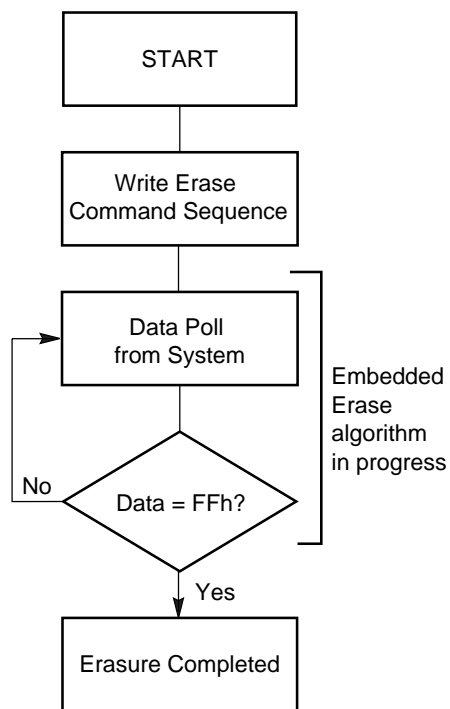 START
Write Erase
Command Sequence
Data Poll
from System
Embedded
Erase
algorithm
in progress
No
Data = FFh?
Yes
Erasure Completed